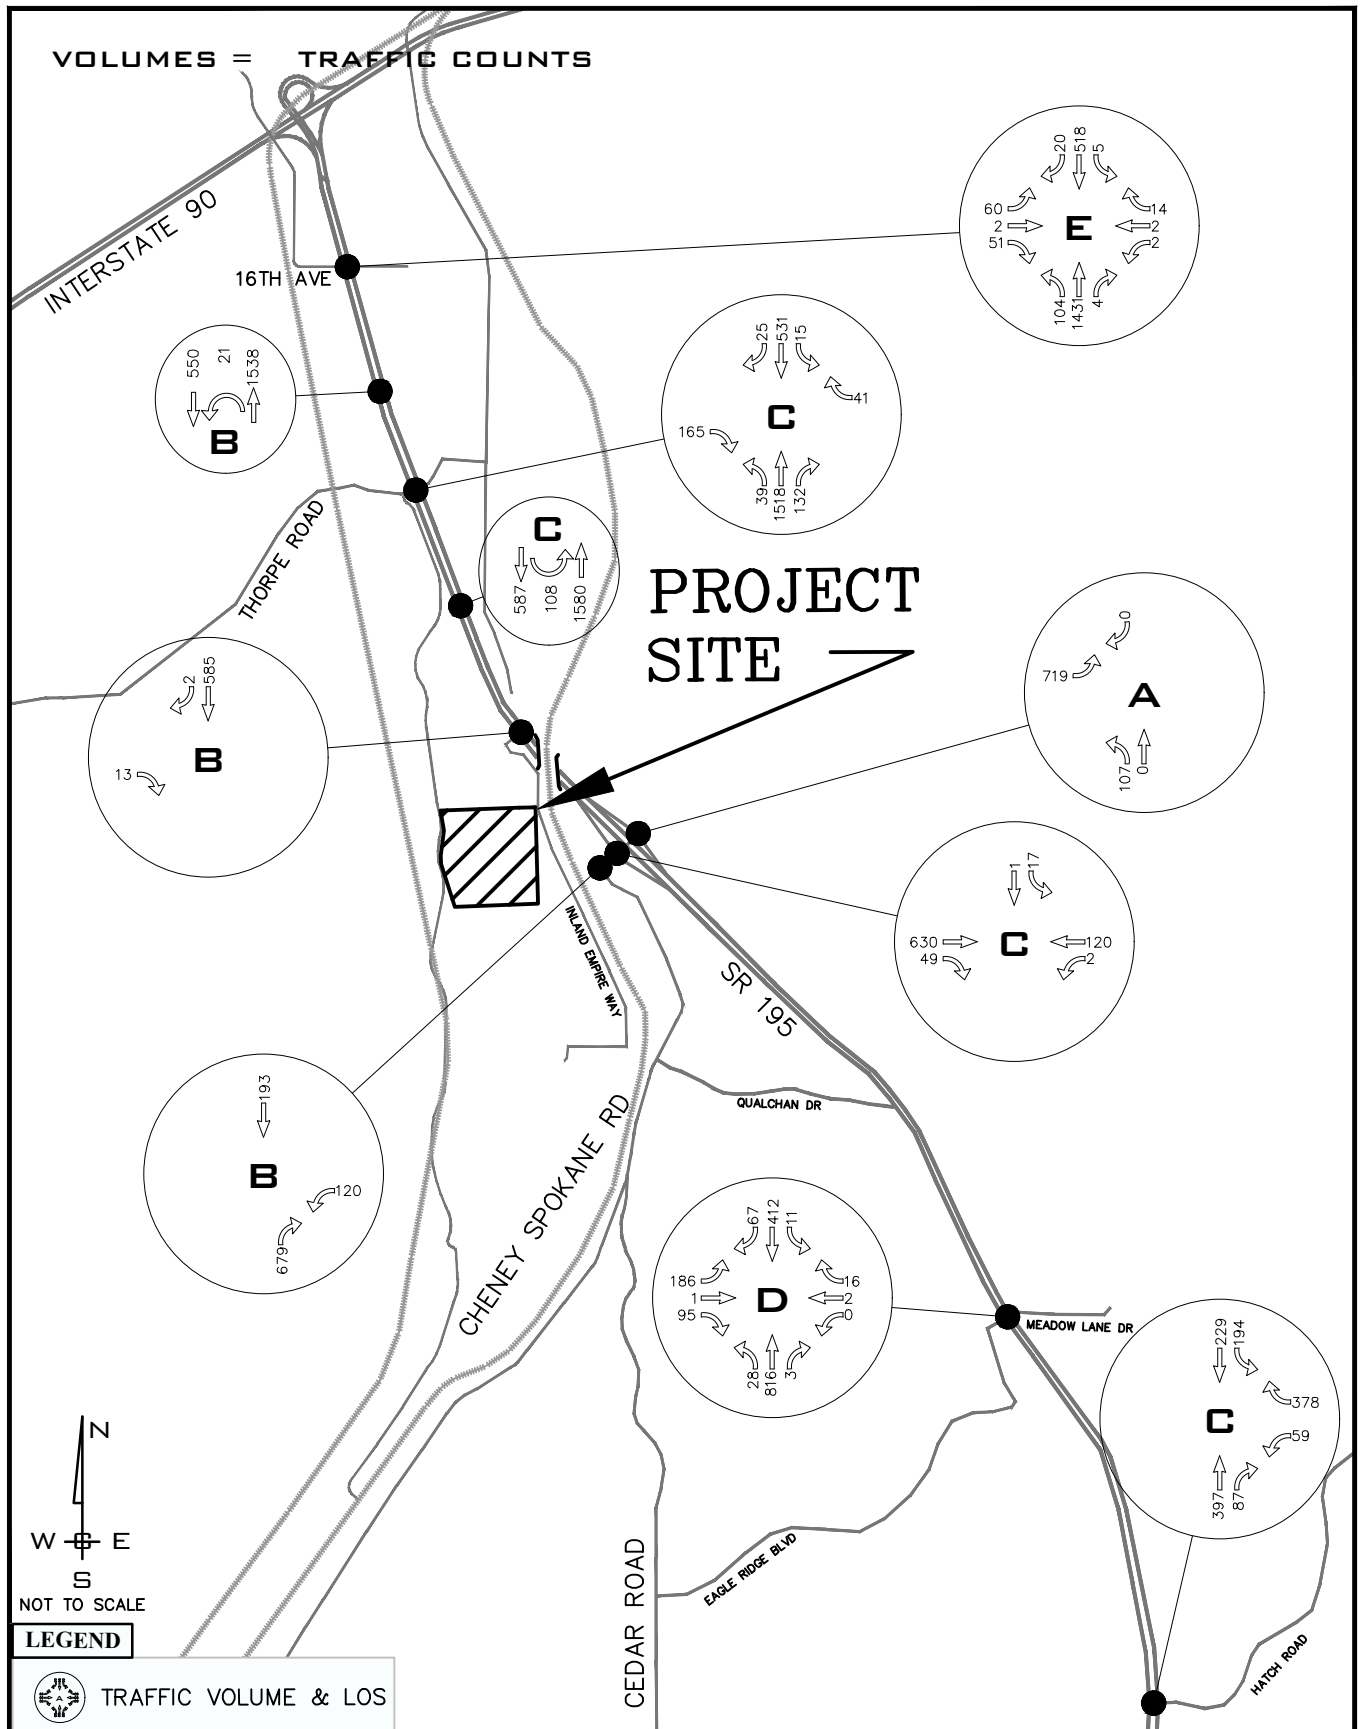 VOLUMES = TRAFFIC COUNTS
INTERSTATE 90
16TH AVE
20
518
5
60
2
51
E
14
2
2
104
1431
4
550
21
1538
B
25
531
15
41
165
C
39
1518
132
THORPE ROAD
C
587
108
1580
PROJECT
SITE
2
585
13
B
0
719
A
107
0
1
17
630
49
C
120
2
INLAND EMPIRE WAY
SR 195
193
B
120
679
QUALCHAN DR
CHENEY SPOKANE RD
67
412
11
186
1
95
D
16
2
0
28
816
3
MEADOW LANE DR
229
194
378
C
59
397
87
N
W E
S
NOT TO SCALE
CEDAR ROAD
EAGLE RIDGE BLVD
HATCH ROAD
LEGEND
A
TRAFFIC VOLUME & LOS